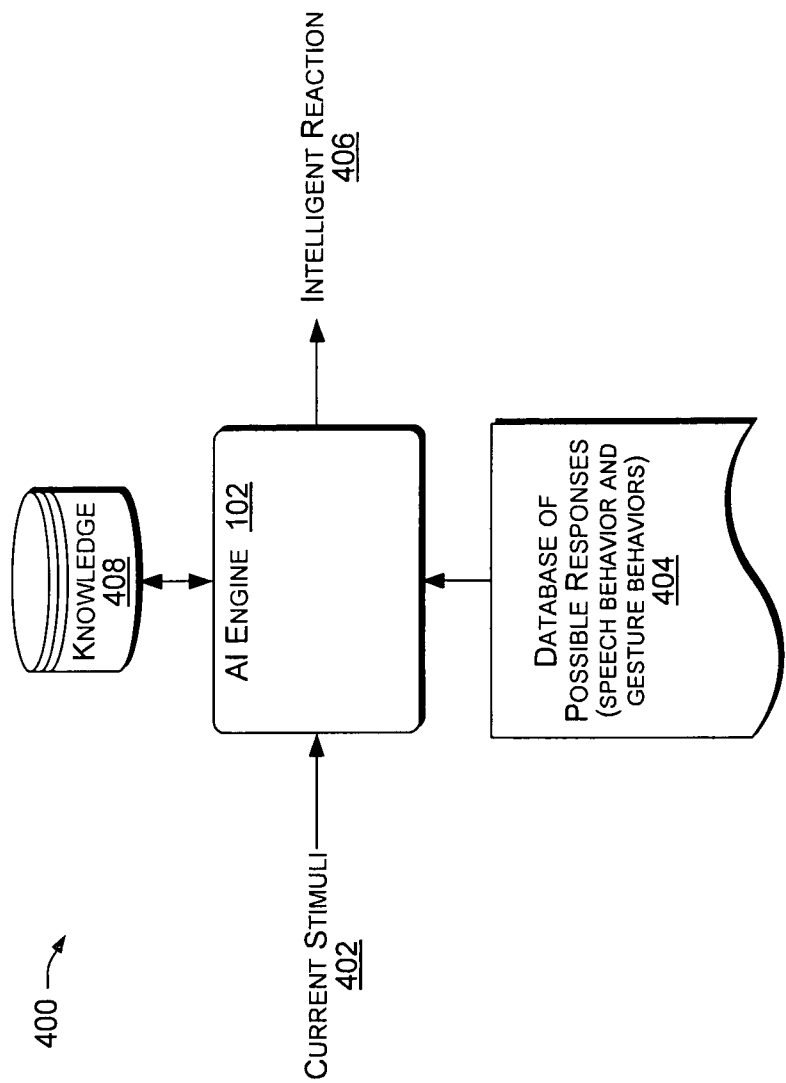 400
KNOWLEDGE
408
AI ENGINE 102
CURRENT STIMULI
402
INTELLIGENT REACTION
406
DATABASE OF
POSSIBLE RESPONSES
(SPEECH BEHAVIOR AND
GESTURE BEHAVIORS)
404